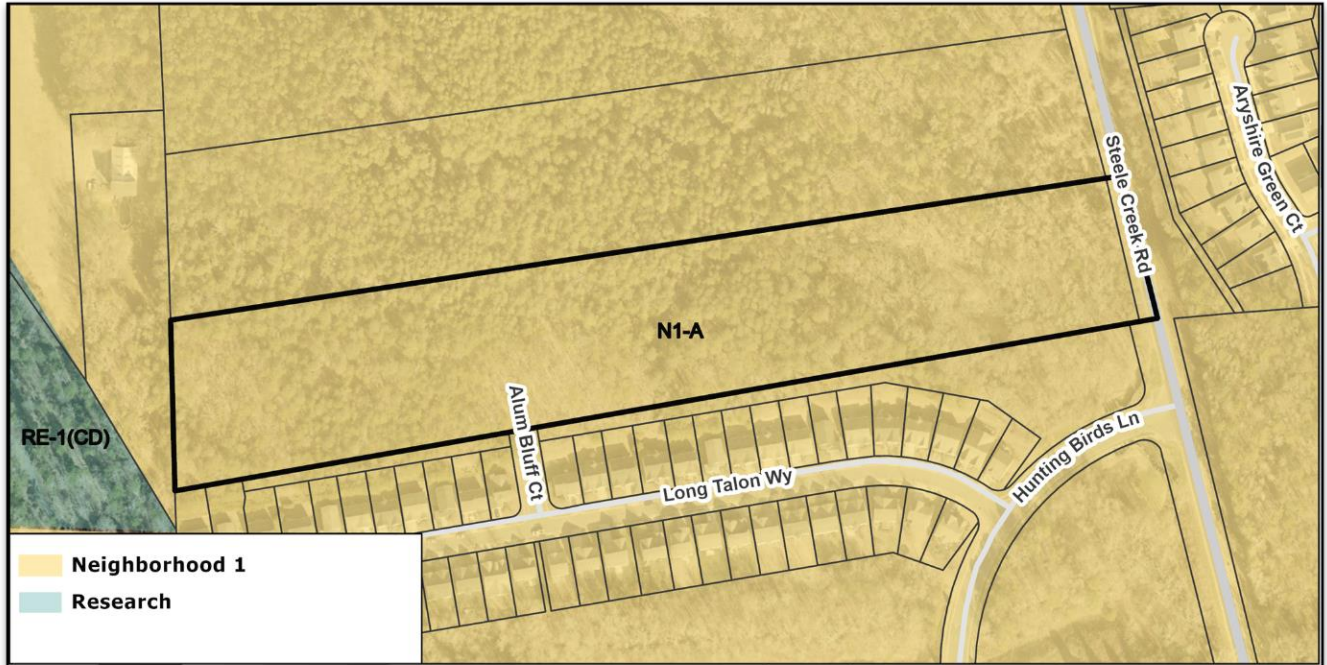 Aryshire Green Ct
Steele Creek Rd
N1-A
RE-1(CD)
Alum Bluff Ct
Long Talon Wy
Hunting Birds Ln
Neighborhood 1
Research